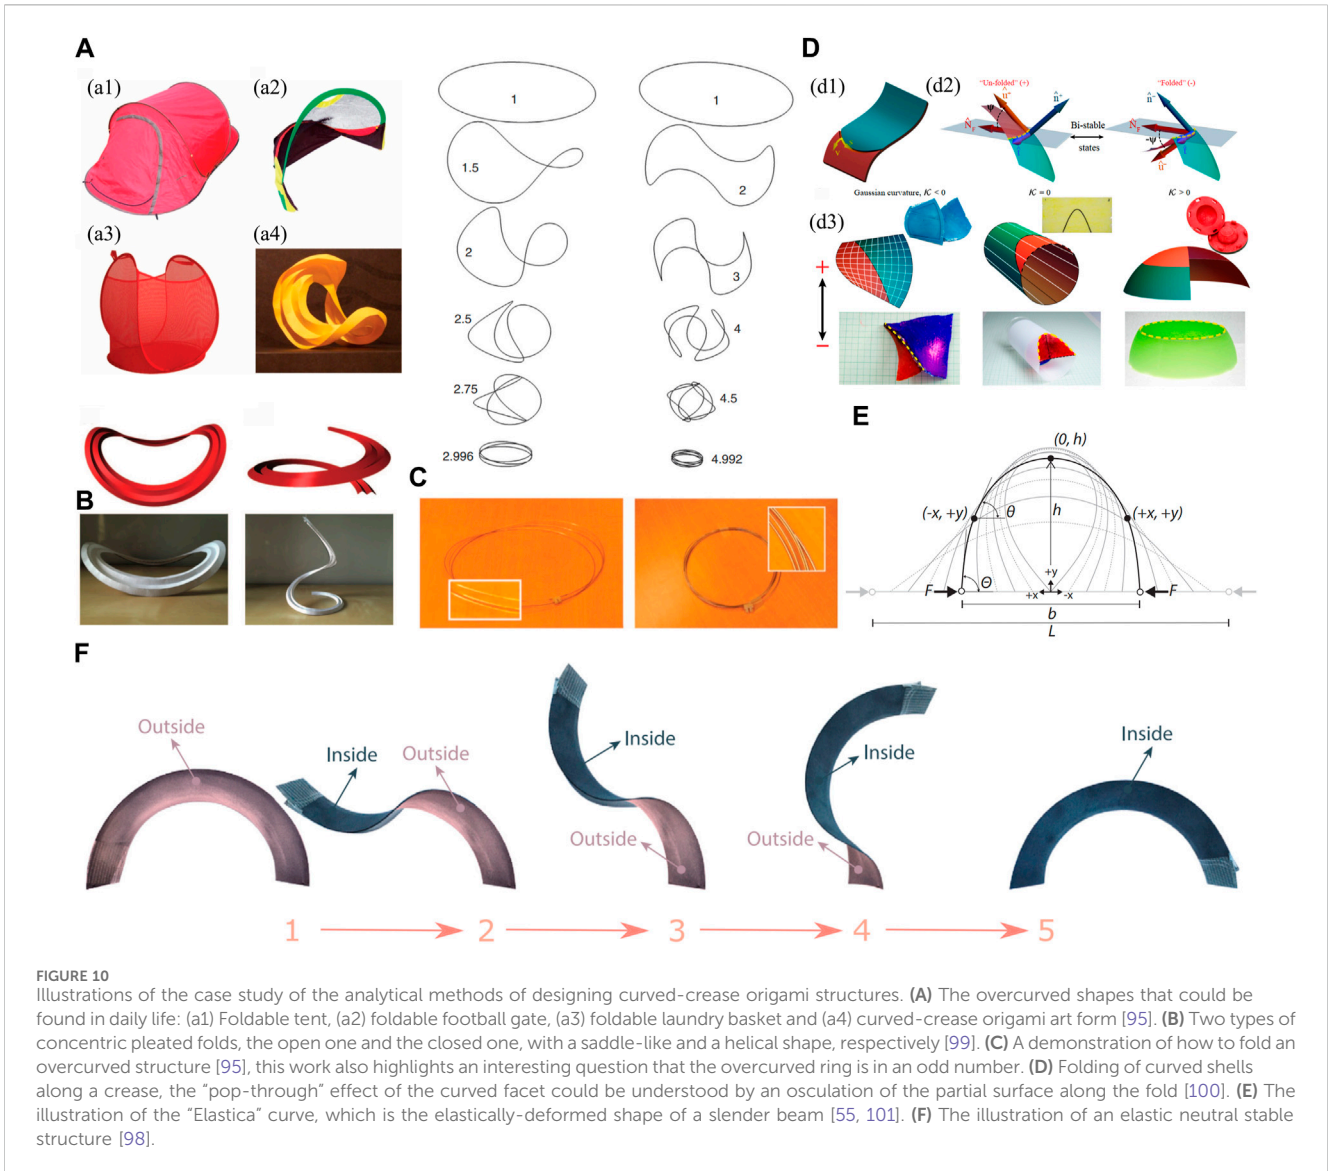 A
(a1)
(a2)
(a3)
(a4)
B
1
1.5
2
2.5
2.75
2.996
1
2
3
4
4.5
4.992
C
D
(d1)
(d2)
"Un-folded" (+)
"Folded" (-)
Bi-stable
states
Gaussian curvature, K < 0
K = 0
K > 0
(d3)
+
−
E
(0, h)
(-x, +y)
θ
h
(+x, +y)
+y
F
Θ
+x
-x
F
b
L
F
Outside
Inside
Outside
Inside
Outside
Inside
Outside
Inside
1
2
3
4
5
FIGURE 10
Illustrations of the case study of the analytical methods of designing curved-crease origami structures. (A) The overcurved shapes that could be
found in daily life: (a1) Foldable tent, (a2) foldable football gate, (a3) foldable laundry basket and (a4) curved-crease origami art form [95]. (B) Two types of
concentric pleated folds, the open one and the closed one, with a saddle-like and a helical shape, respectively [99]. (C) A demonstration of how to fold an
overcurved structure [95], this work also highlights an interesting question that the overcurved ring is in an odd number. (D) Folding of curved shells
along a crease, the "pop-through" effect of the curved facet could be understood by an osculation of the partial surface along the fold [100]. (E) The
illustration of the "Elastica" curve, which is the elastically-deformed shape of a slender beam [55, 101]. (F) The illustration of an elastic neutral stable
structure [98].